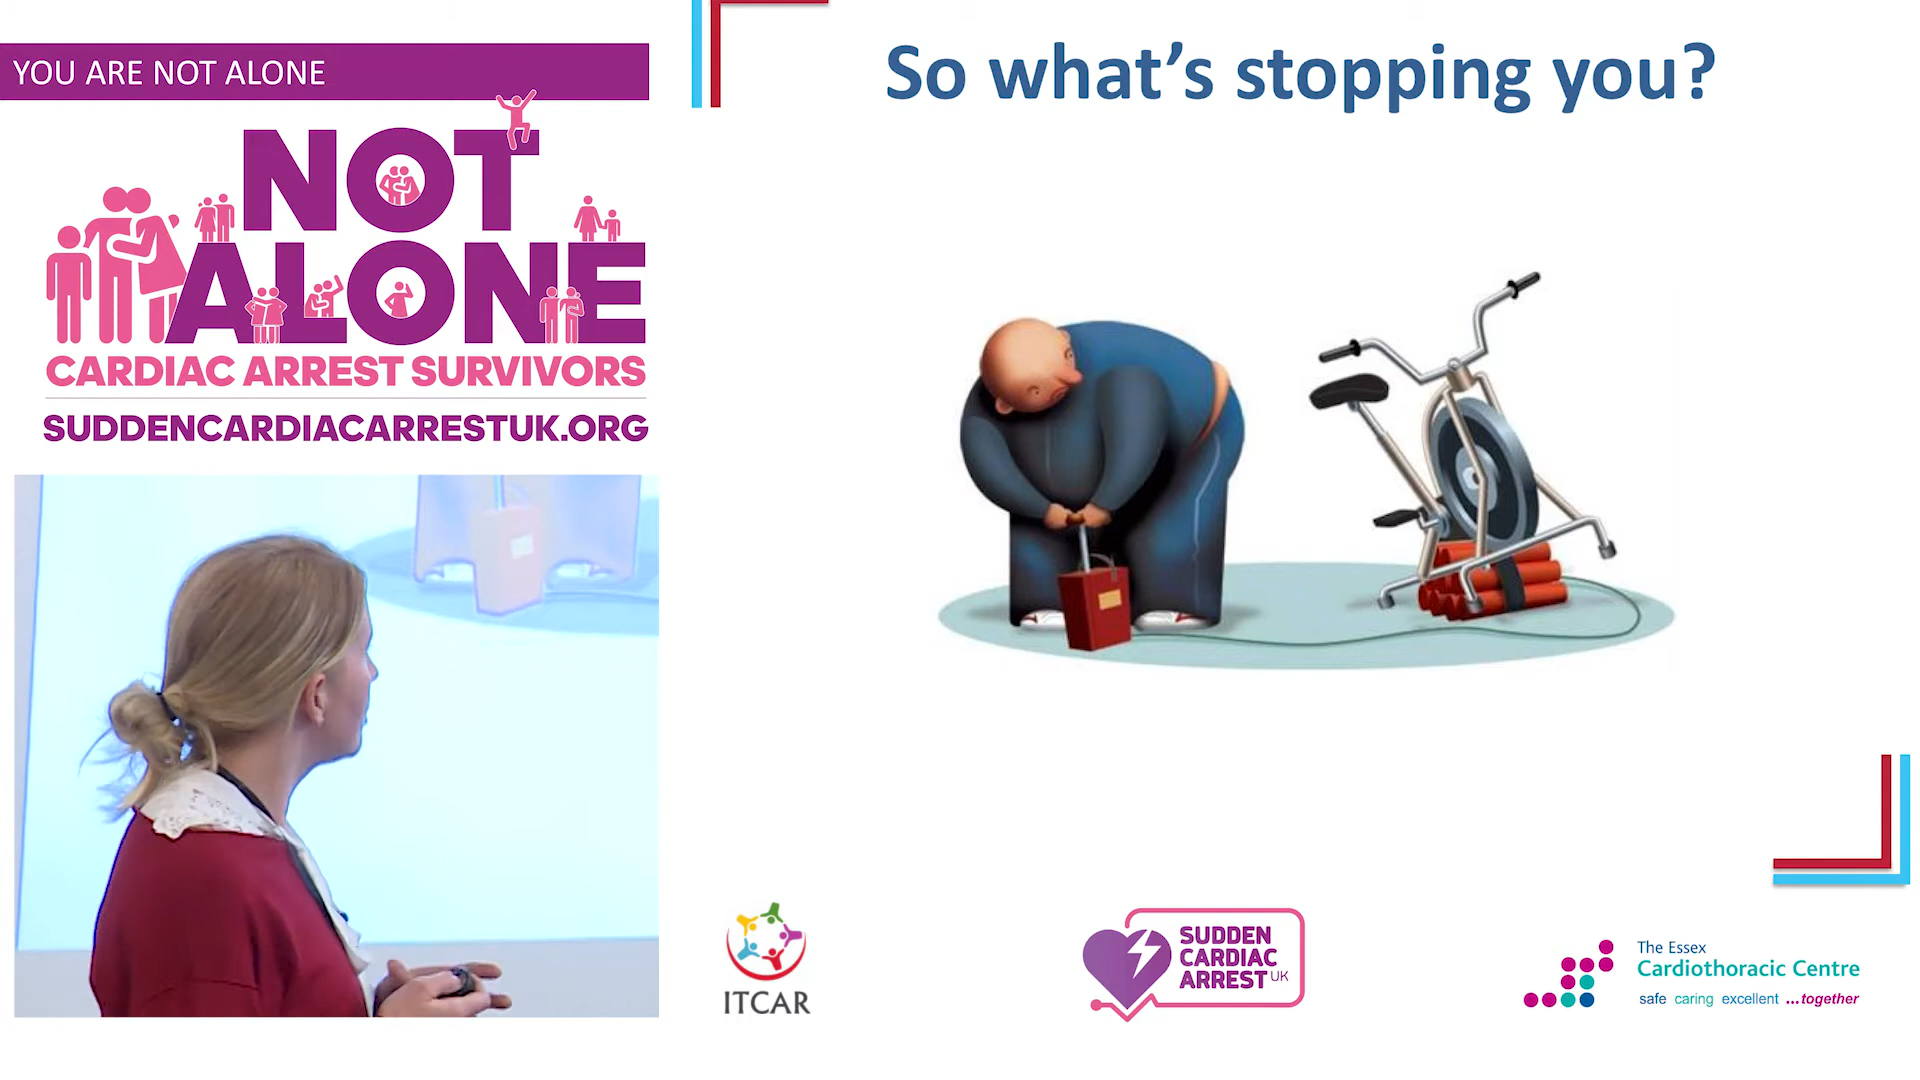 YOU ARE NOT ALONE
NOT
ALONE
CARDIAC ARREST SURVIVORS
SUDDENCARDIACARRESTUK.ORG
So what's stopping you?
ITCAR
SUDDEN
CARDIAC
ARREST UK
The Essex
Cardiothoracic Centre
safe caring excellent ...together